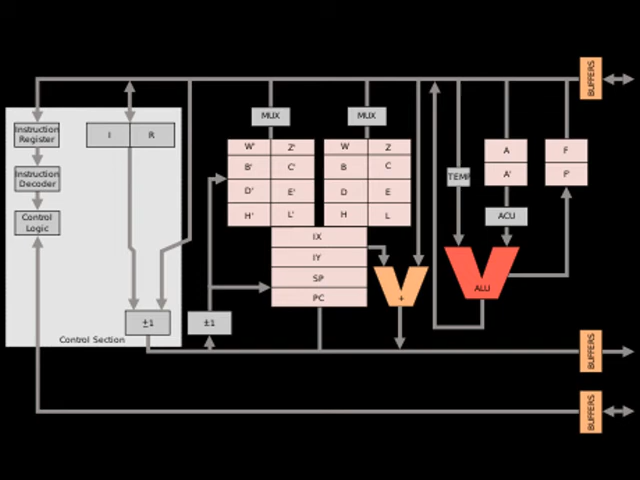 BUFFERS
MUX
MUX
Instruction
Register
I
R
W'
Z'
W
Z
A
F
B'
C'
B
C
TEMP
A'
F'
Instruction
Decoder
D'
E'
D
E
Control
Logic
H'
L'
H
L
ACU
IX
IY
SP
PC
+
ALU
±1
±1
Control Section
BUFFERS
BUFFERS